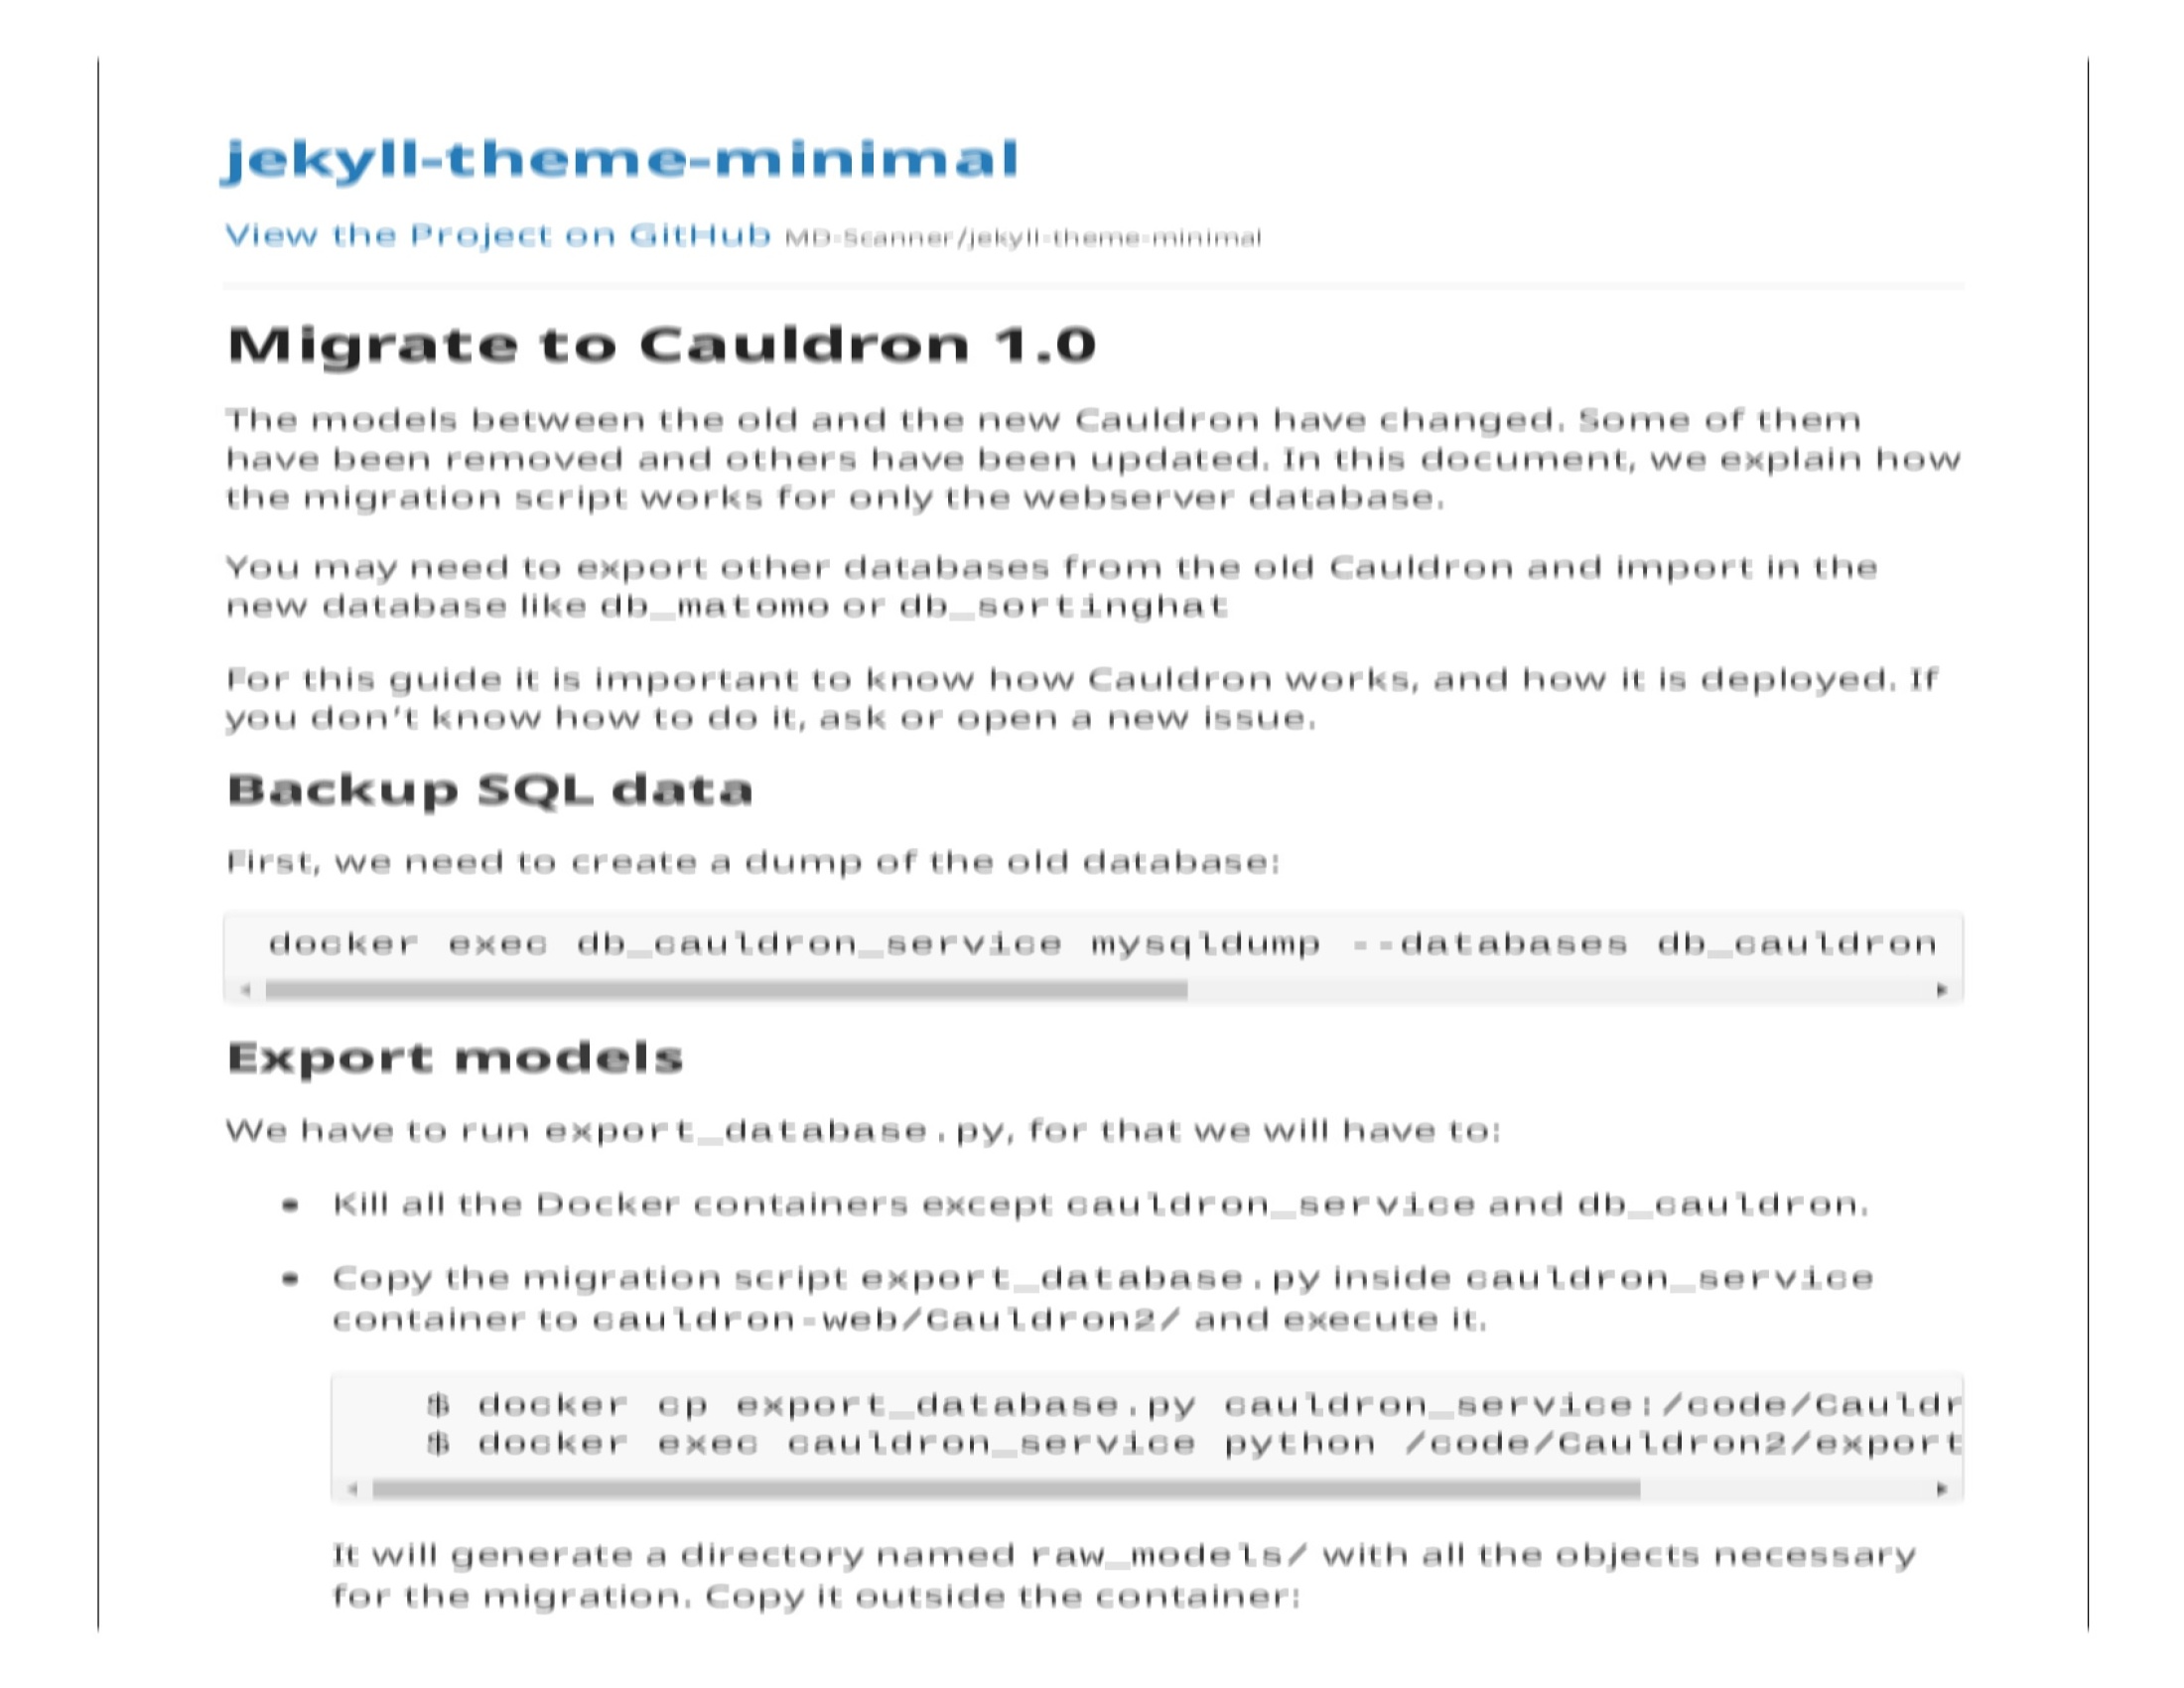 jekyll-theme-minimal
View the Project on GitHub MD-Scanner/jekyll-theme-minimal
Migrate to Cauldron 1.0
The models between the old and the new Cauldron have changed. Some of them
have been removed and others have been updated. In this document, we explain how
the migration script works for only the webserver database.
You may need to export other databases from the old Cauldron and import in the
new database like db_matomo or db_sortinghat
For this guide it is important to know how Cauldron works, and how it is deployed. If
you don’t know how to do it, ask or open a new issue.
Backup SQL data
First, we need to create a dump of the old database:
docker exec db_cauldron_service mysqldump --databases db_cauldron
Export models
We have to run export_database.py, for that we will have to:
• Kill all the Docker containers except cauldron_service and db_cauldron.
• Copy the migration script export_database.py inside cauldron_service
container to cauldron-web/Cauldron2/ and execute it.
$ docker cp export_database.py cauldron_service:/code/Cauldr
$ docker exec cauldron_service python /code/Cauldron2/export
It will generate a directory named raw_models/ with all the objects necessary
for the migration. Copy it outside the container: